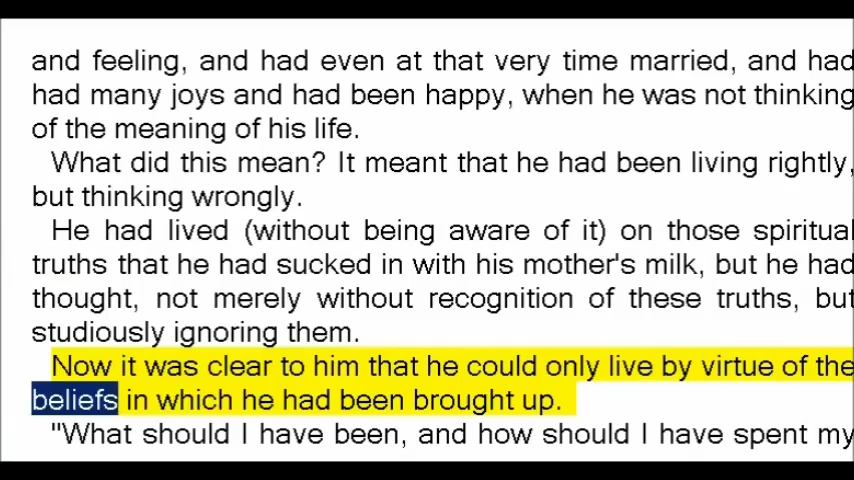 and feeling, and had even at that very time married, and had
had many joys and had been happy, when he was not thinking
of the meaning of his life.
What did this mean? It meant that he had been living rightly,
but thinking wrongly.
He had lived (without being aware of it) on those spiritual
truths that he had sucked in with his mother's milk, but he had
thought, not merely without recognition of these truths, but
studiously ignoring them.
Now it was clear to him that he could only live by virtue of the
beliefs in which he had been brought up.
"What should I have been, and how should I have spent my